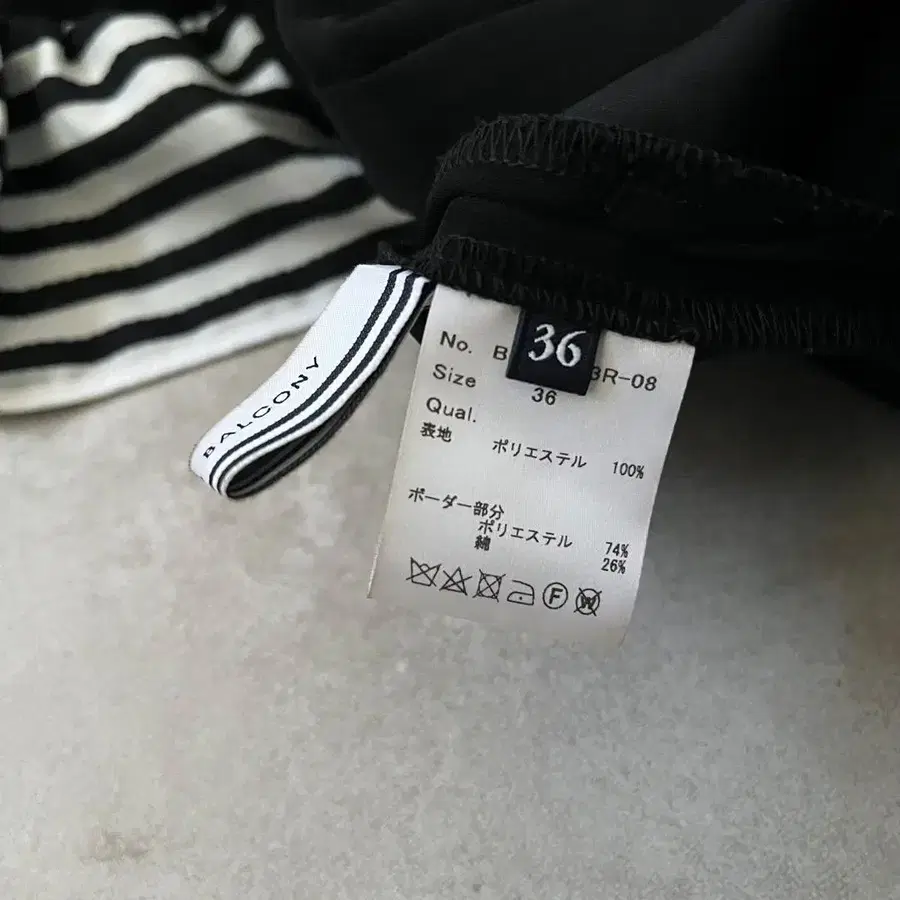 BALCONY
36
No. B 3R-08
Size 36
Qual.
表地 ポリエステル 100%
ボーダー部分
ポリエステル 74%
綿 26%
F W